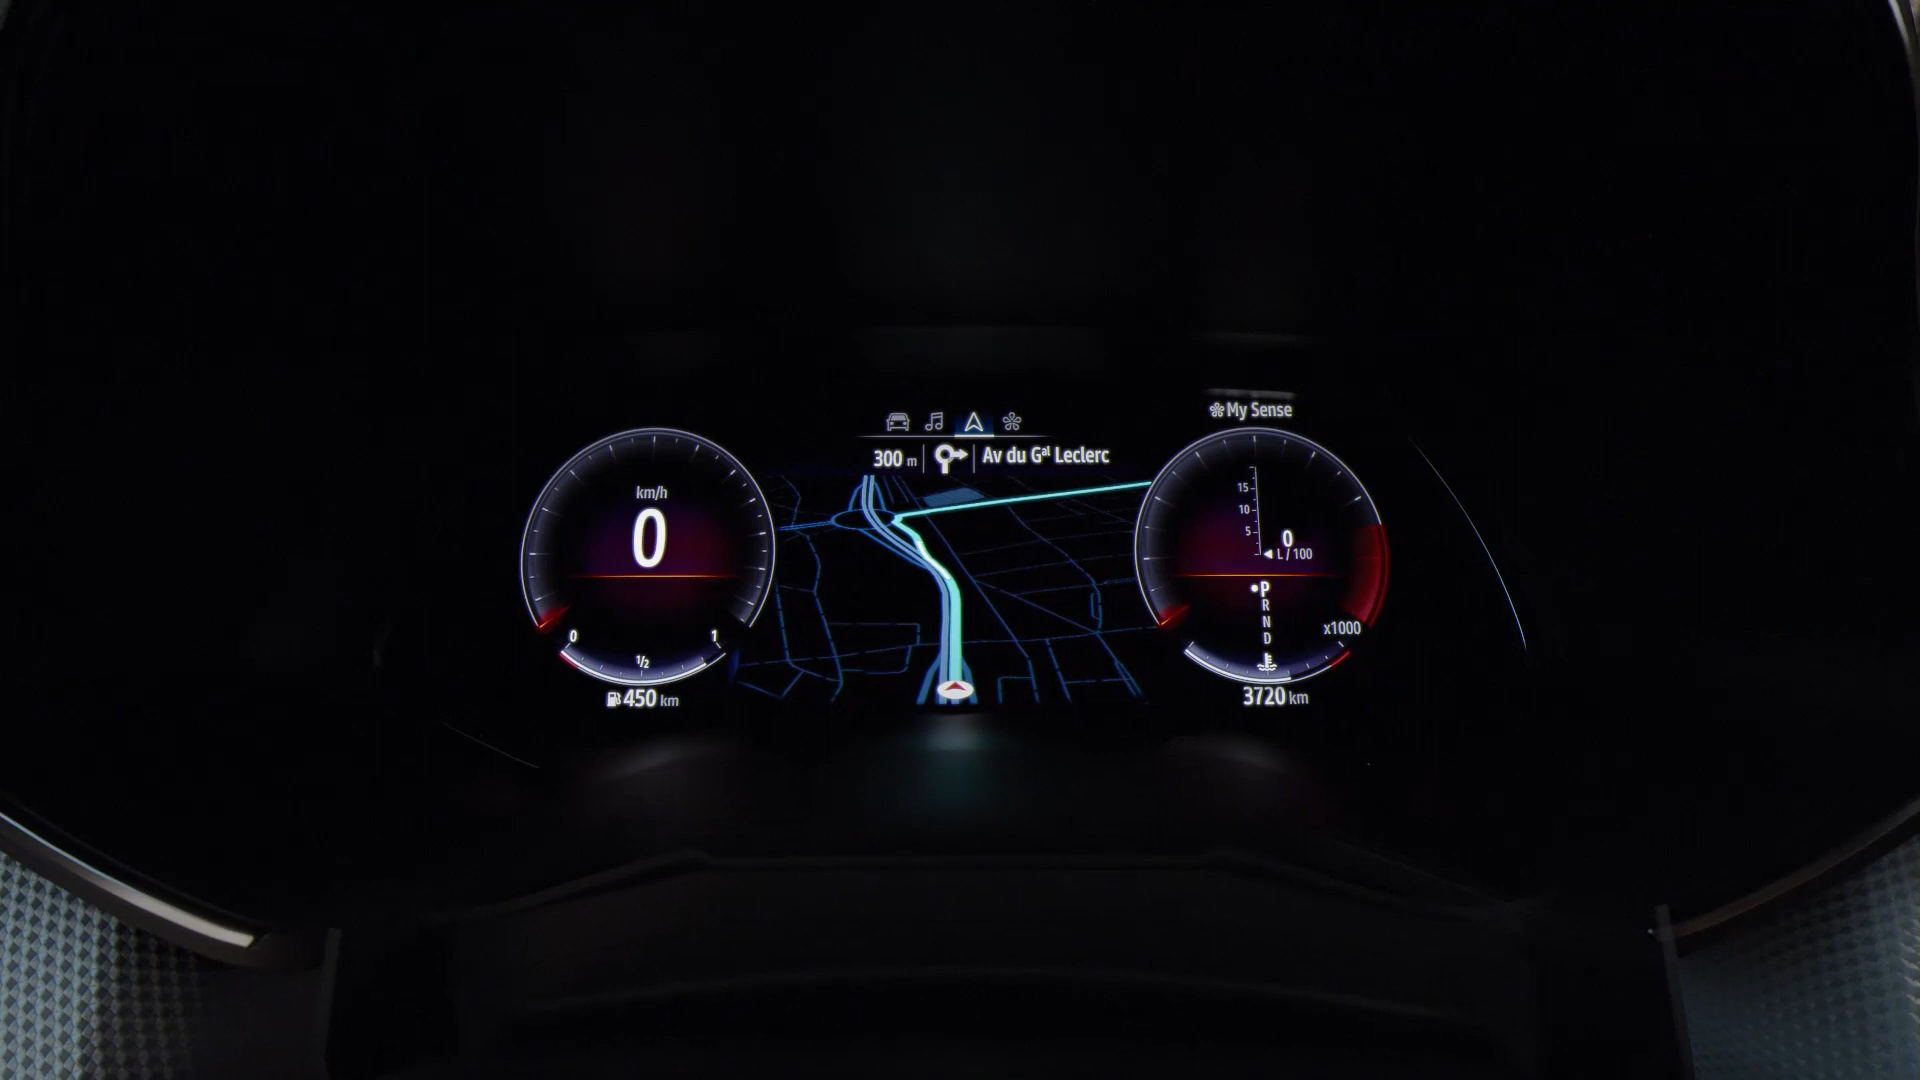 My Sense
300 m
Av du Gᵃˡ Leclerc
km/h
0
0
1/2
1
450 km
15
10
5
0
L / 100
P
R
N
D
x1000
3720 km